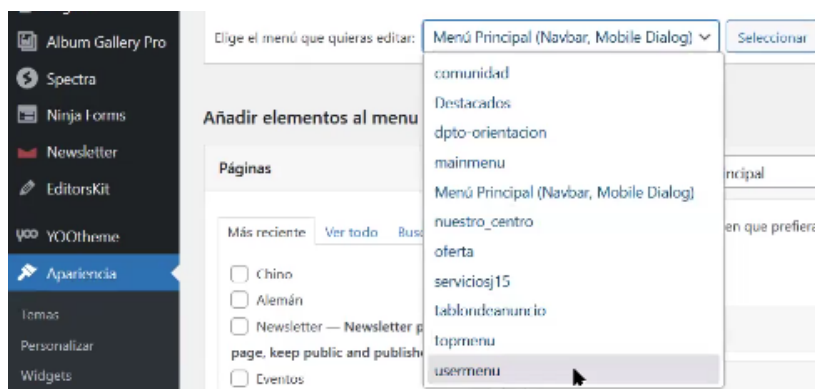 Album Gallery Pro
Spectra
Ninja Forms
Newsletter
EditorsKit
YOO YOOtheme
Apariencia
Temas
Personalizar
Widgets
Elige el menú que quieras editar: Menú Principal (Navbar, Mobile Dialog) Seleccionar
comunidad
Destacados
dpto-orientacion
mainmenu
Menú Principal (Navbar, Mobile Dialog)
nuestro_centro
oferta
serviciosj15
tablondeanuncio
topmenu
usermenu
Añadir elementos al menu
Páginas
Más reciente Ver todo Bus
Chino
Alemán
Newsletter — Newsletter p
page, keep public and publish
Eventos
ncipal
en que prefiera